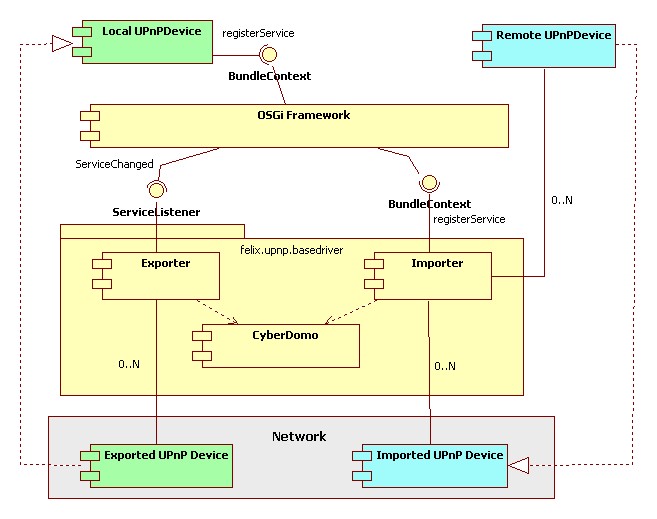 Local UPnPDevice
registerService
Remote UPnPDevice
BundleContext
OSGi Framework
ServiceChanged
ServiceListener
BundleContext
registerService
0..N
felix.upnp.basedriver
Exporter
Importer
CyberDomo
0..N
0..N
Network
Exported UPnP Device
Imported UPnP Device